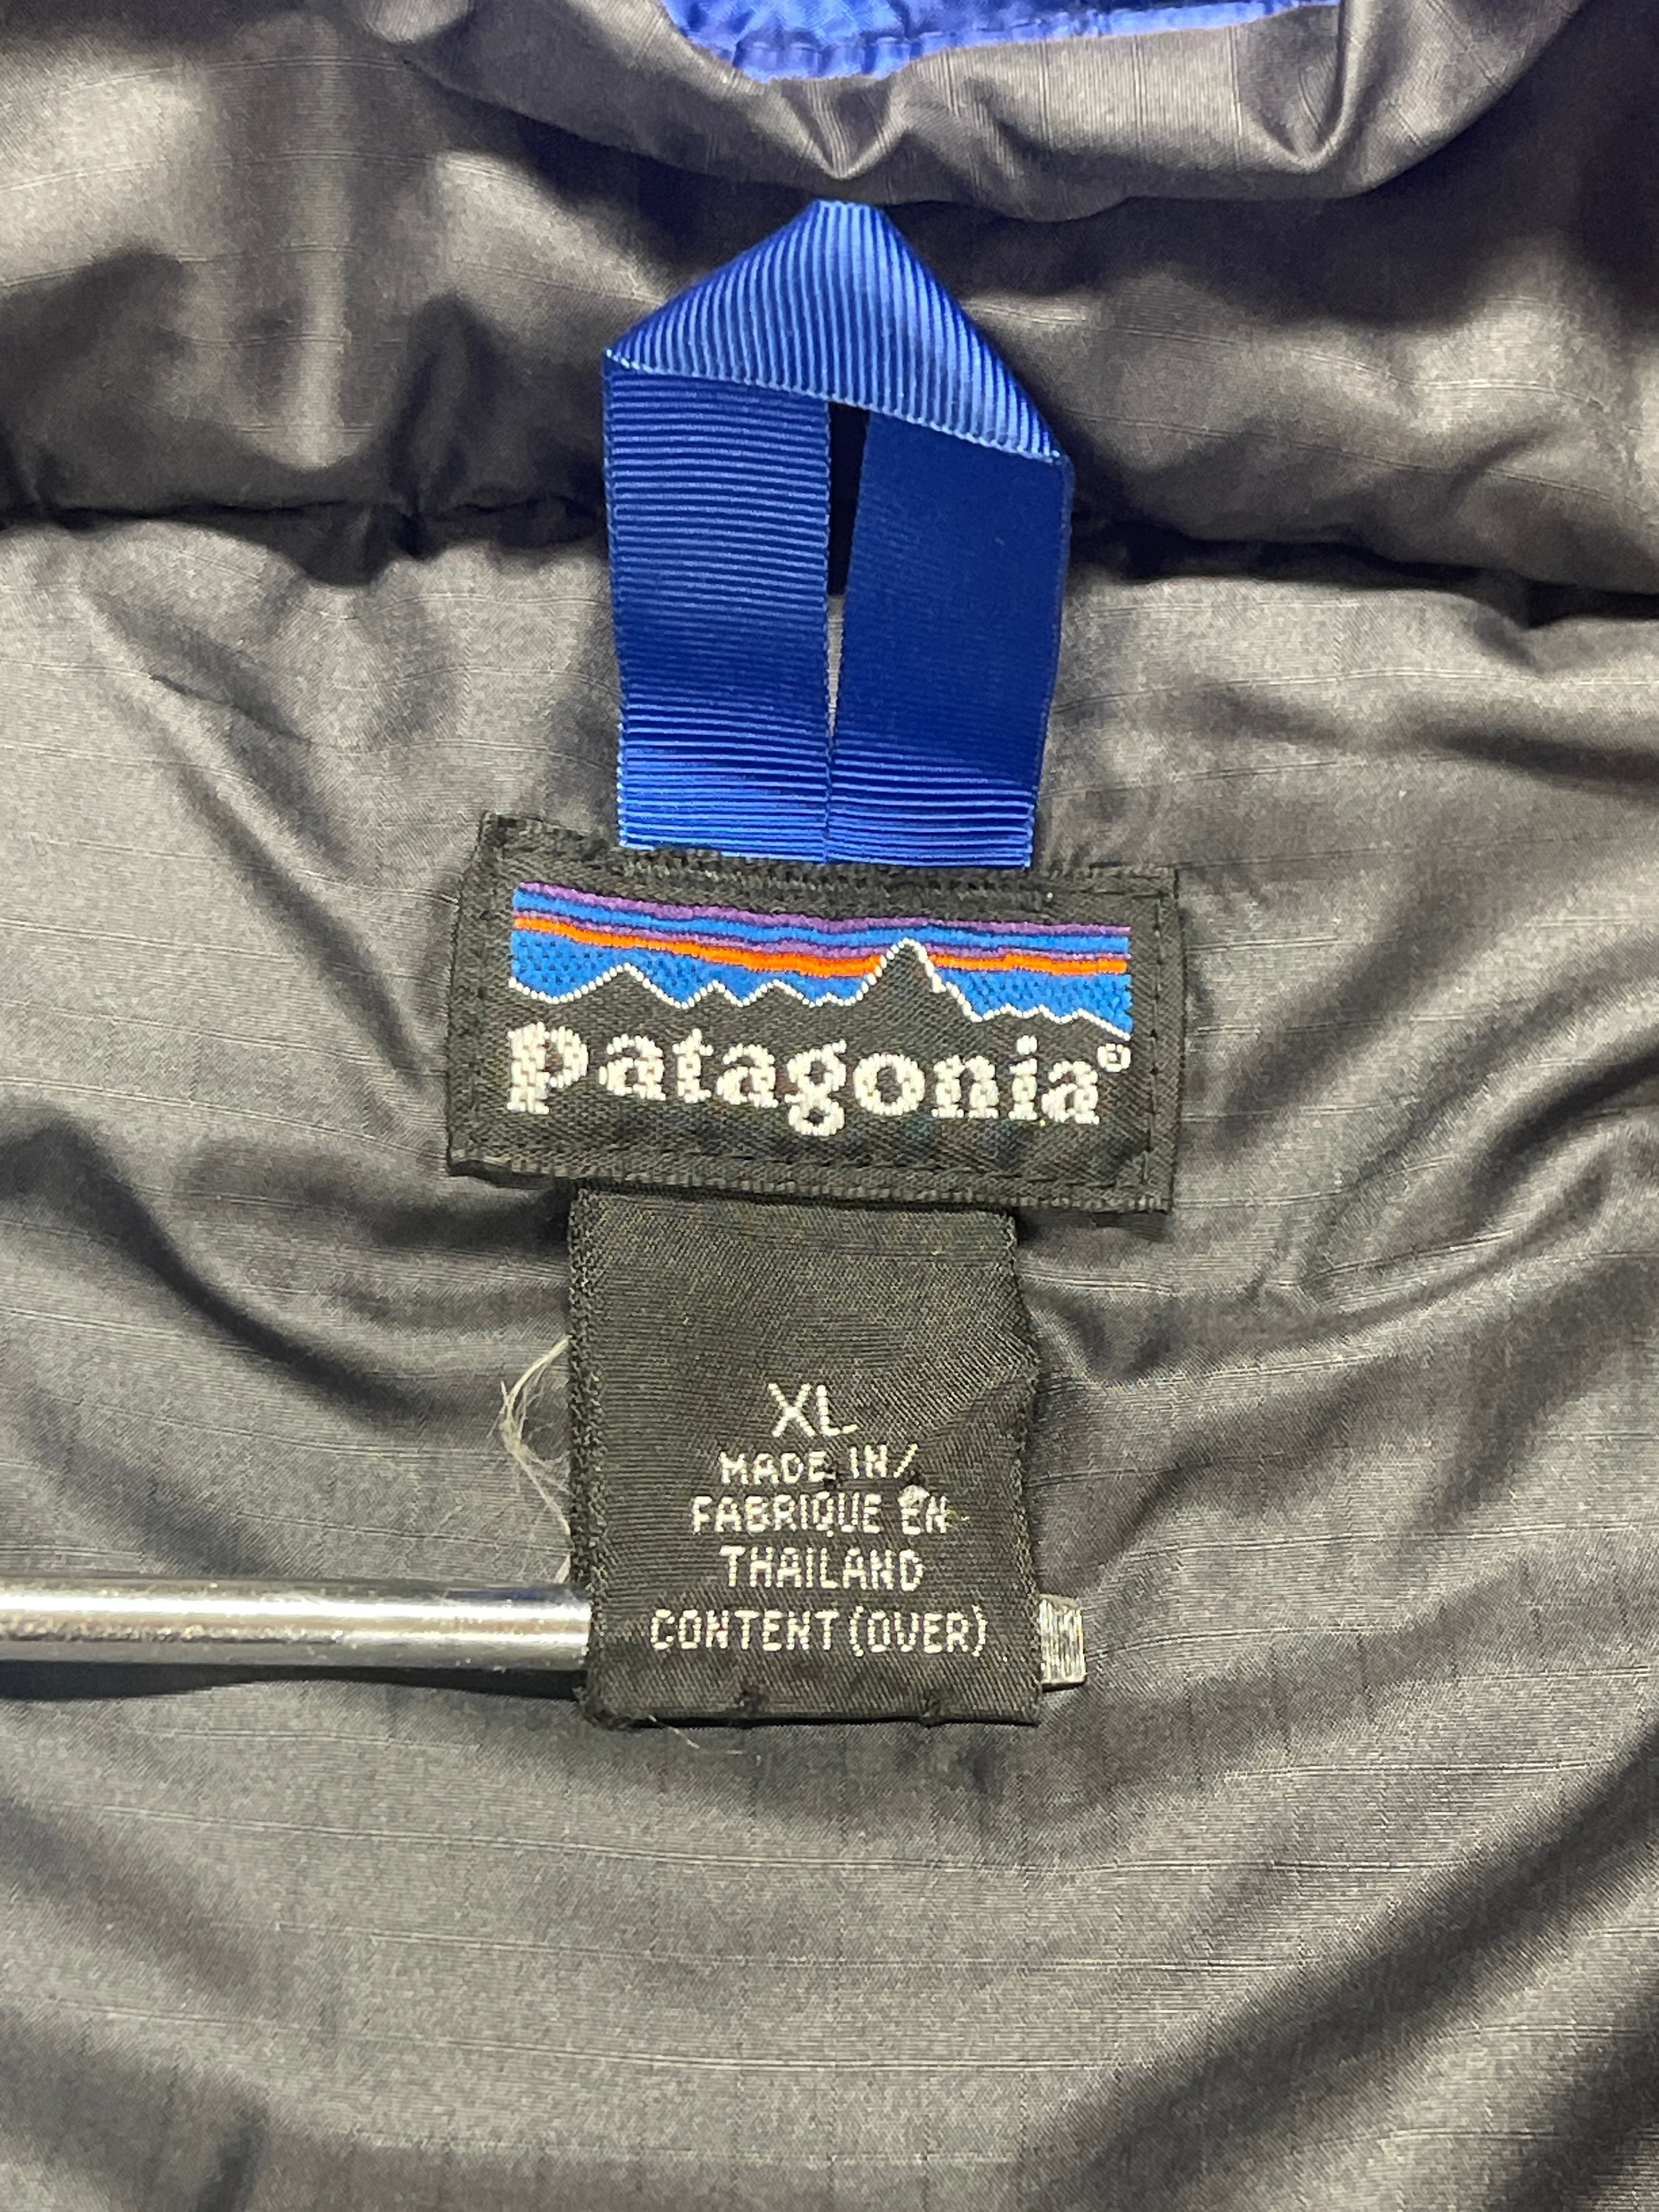 patagonia®
XL
MADE IN/
FABRIQUE EN
THAILAND
CONTENT (OVER)